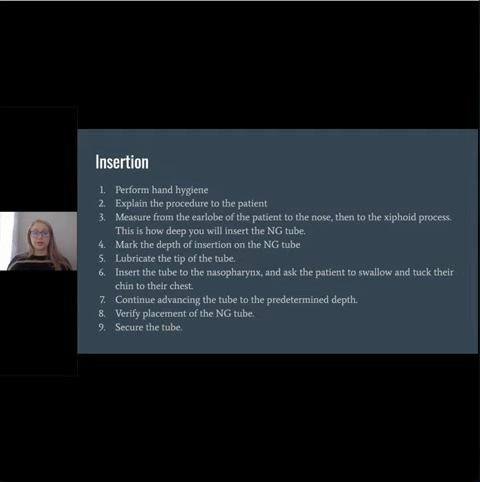 Insertion
1. Perform hand hygiene
2. Explain the procedure to the patient
3. Measure from the earlobe of the patient to the nose, then to the xiphoid process.
This is how deep you will insert the NG tube.
4. Mark the depth of insertion on the NG tube
5. Lubricate the tip of the tube.
6. Insert the tube to the nasopharynx, and ask the patient to swallow and tuck their
chin to their chest.
7. Continue advancing the tube to the predetermined depth.
8. Verify placement of the NG tube.
9. Secure the tube.